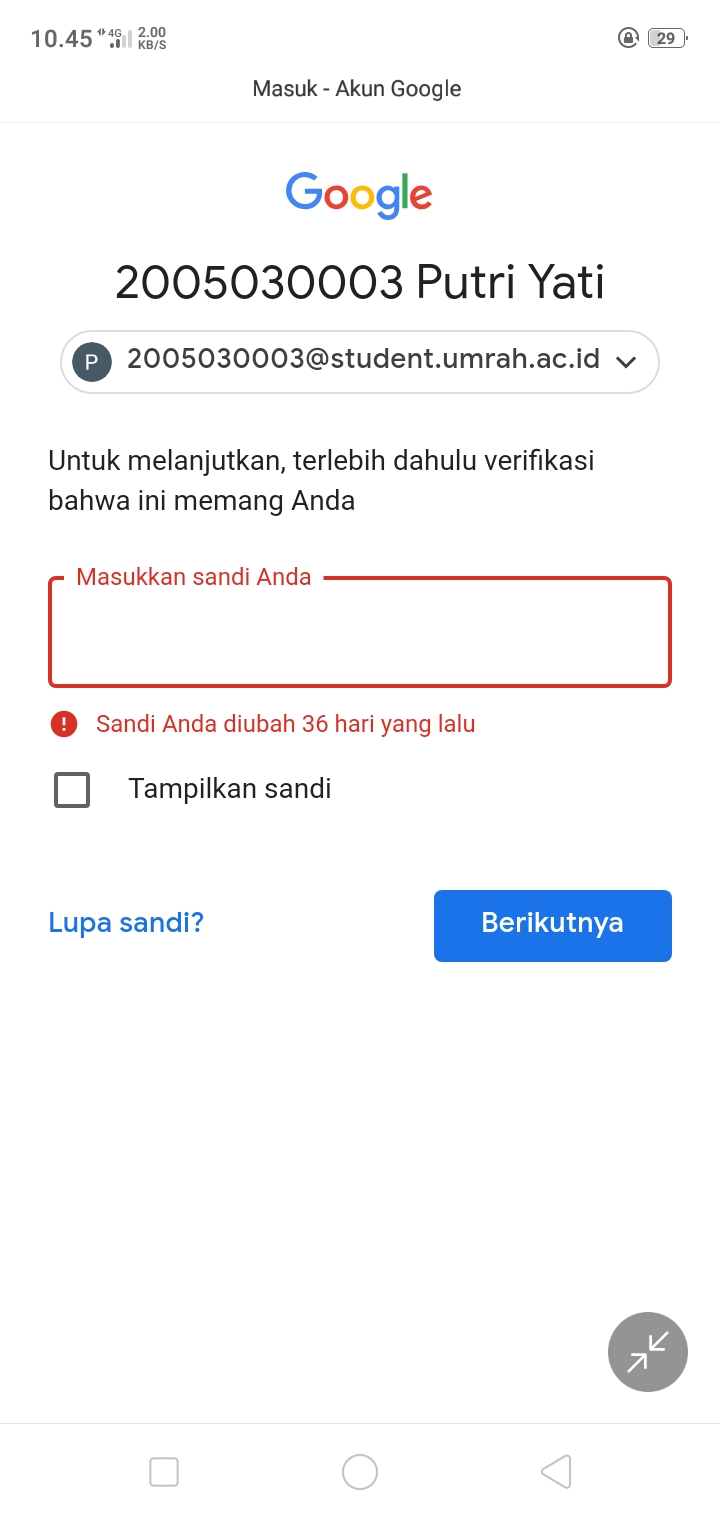 10.45 4G 2.00 KB/S 29
Masuk - Akun Google
Google
2005030003 Putri Yati
P 2005030003@student.umrah.ac.id
Untuk melanjutkan, terlebih dahulu verifikasi
bahwa ini memang Anda
Masukkan sandi Anda
Sandi Anda diubah 36 hari yang lalu
Tampilkan sandi
Lupa sandi?
Berikutnya